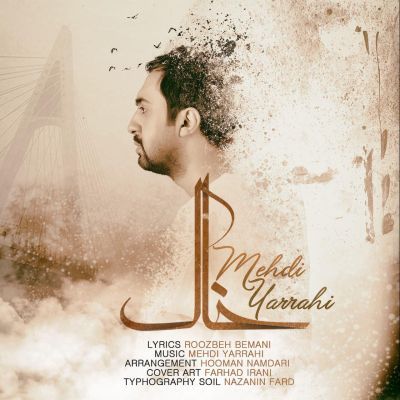 خاک
Mehdi
Yarrahi
LYRICS ROOZBEH BEMANI
MUSIC MEHDI YARRAHI
ARRANGEMENT HOOMAN NAMDARI
COVER ART FARHAD IRANI
TYPHOGRAPHY SOIL NAZANIN FARD